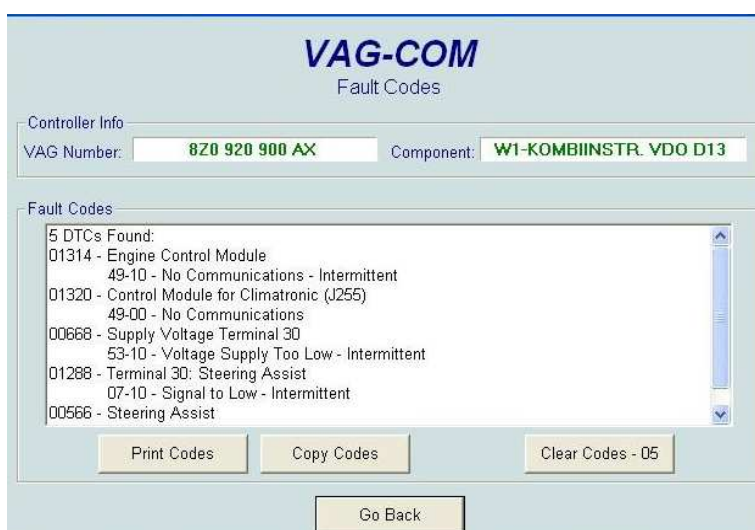 VAG-COM
Fault Codes
Controller Info
VAG Number: 8Z0 920 900 AX Component: W1-KOMBIINSTR. VDO D13
Fault Codes
5 DTCs Found:
01314 - Engine Control Module
49-10 - No Communications - Intermittent
01320 - Control Module for Climatronic (J255)
49-00 - No Communications
00668 - Supply Voltage Terminal 30
53-10 - Voltage Supply Too Low - Intermittent
01288 - Terminal 30: Steering Assist
07-10 - Signal to Low - Intermittent
00566 - Steering Assist
Print Codes Copy Codes Clear Codes - 05
Go Back